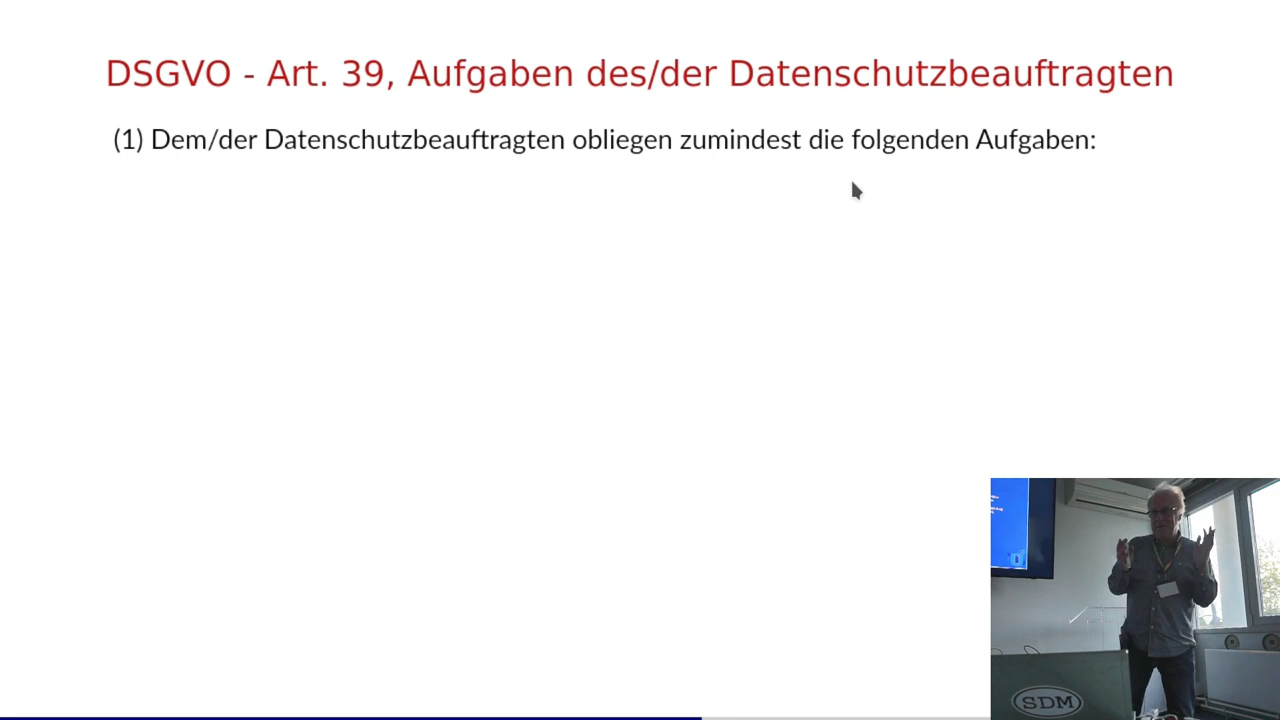 DSGVO - Art. 39, Aufgaben des/der Datenschutzbeauftragten
(1) Dem/der Datenschutzbeauftragten obliegen zumindest die folgenden Aufgaben:
SDM